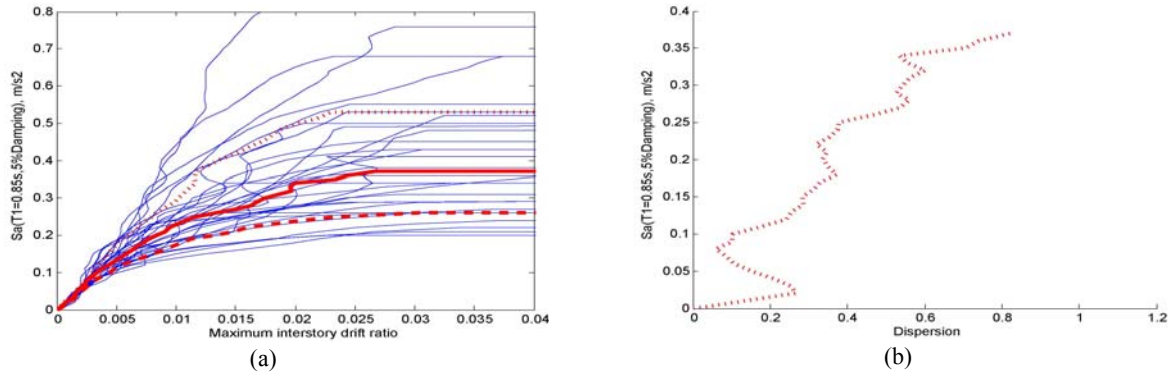 0.8
0.7
0.6
0.5
0.4
0.3
0.2
0.1
0
Sa(T1=0.85s,5%Damping), m/s2
0 0.005 0.01 0.015 0.02 0.025 0.03 0.035 0.04
Maximum interstory drift ratio
(a)
0.4
0.35
0.3
0.25
0.2
0.15
0.1
0.05
0
Sa(T1=0.85s,5%Damping), m/s2
0 0.2 0.4 0.6 0.8 1 1.2
Dispersion
(b)